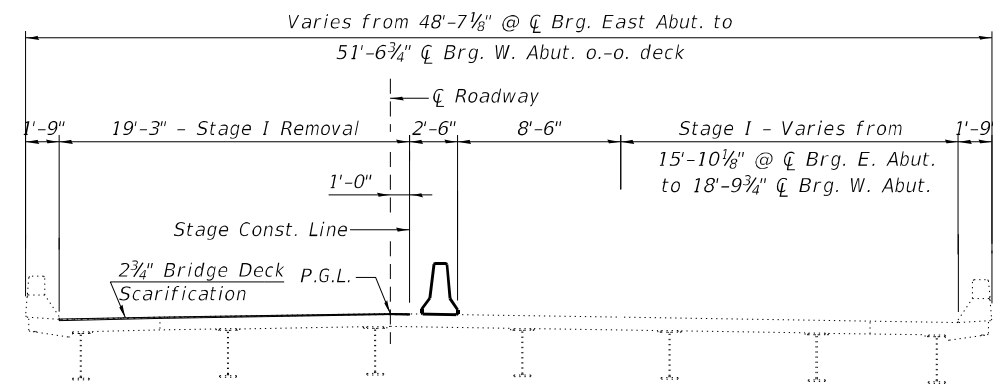 Varies from 48'-7⅛" @ ℄ Brg. East Abut. to
51'-6¾" ℄ Brg. W. Abut. o.-o. deck
℄ Roadway
1'-9"
19'-3" - Stage I Removal
2'-6"
8'-6"
Stage I - Varies from
1'-9"
15'-10⅛" @ ℄ Brg. E. Abut.
to 18'-9¾" ℄ Brg. W. Abut.
1'-0"
Stage Const. Line
2¾" Bridge Deck
Scarification
P.G.L.